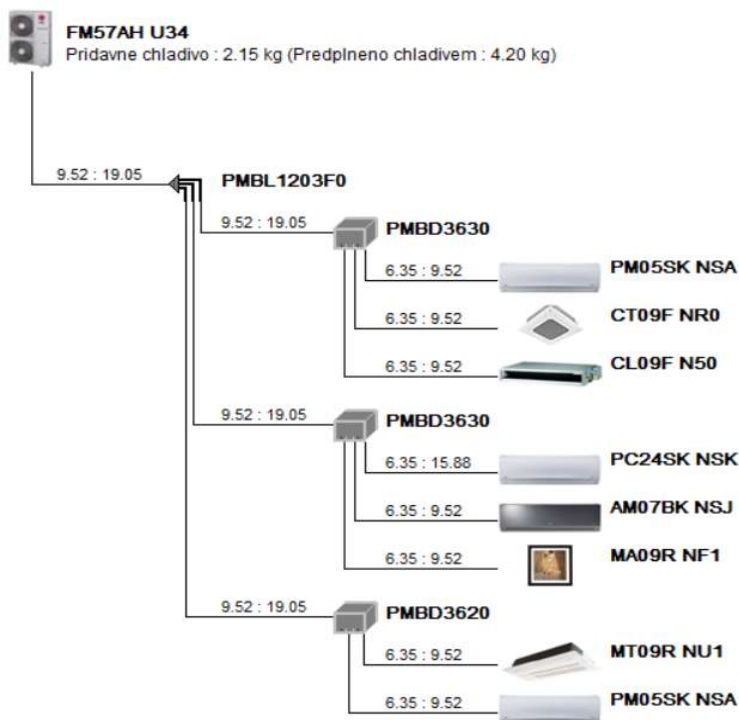 FM57AH U34
Pridavne chladivo : 2.15 kg (Predplneno chladivem : 4.20 kg)
9.52 : 19.05
PMBL1203F0
9.52 : 19.05
PMBD3630
6.35 : 9.52
PM05SK NSA
6.35 : 9.52
CT09F NR0
6.35 : 9.52
CL09F N50
9.52 : 19.05
PMBD3630
6.35 : 15.88
PC24SK NSK
6.35 : 9.52
AM07BK NSJ
6.35 : 9.52
MA09R NF1
9.52 : 19.05
PMBD3620
6.35 : 9.52
MT09R NU1
6.35 : 9.52
PM05SK NSA